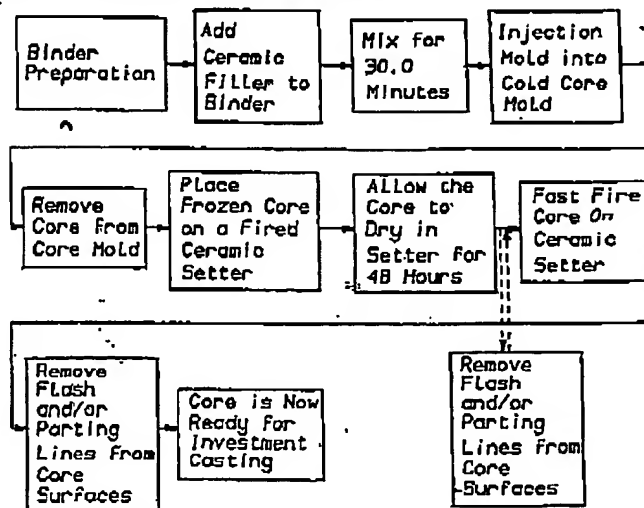 Binder
Preparation
Add
Ceramic
Filler to
Binder
Mix for
30.0
Minutes
Injection
Mold into
Cold Core
Mold
Remove
Core from
Core Mold
Place
Frozen Core
on a Fired
Ceramic
Setter
Allow the
Core to
Dry in
Setter for
48 Hours
Fast Fire
Core On
Ceramic
Setter
Remove
Flash
and/or
Parting
Lines from
Core
Surfaces
Core is Now
Ready for
Investment
Casting
Remove
Flash
and/or
Parting
Lines from
Core
Surfaces